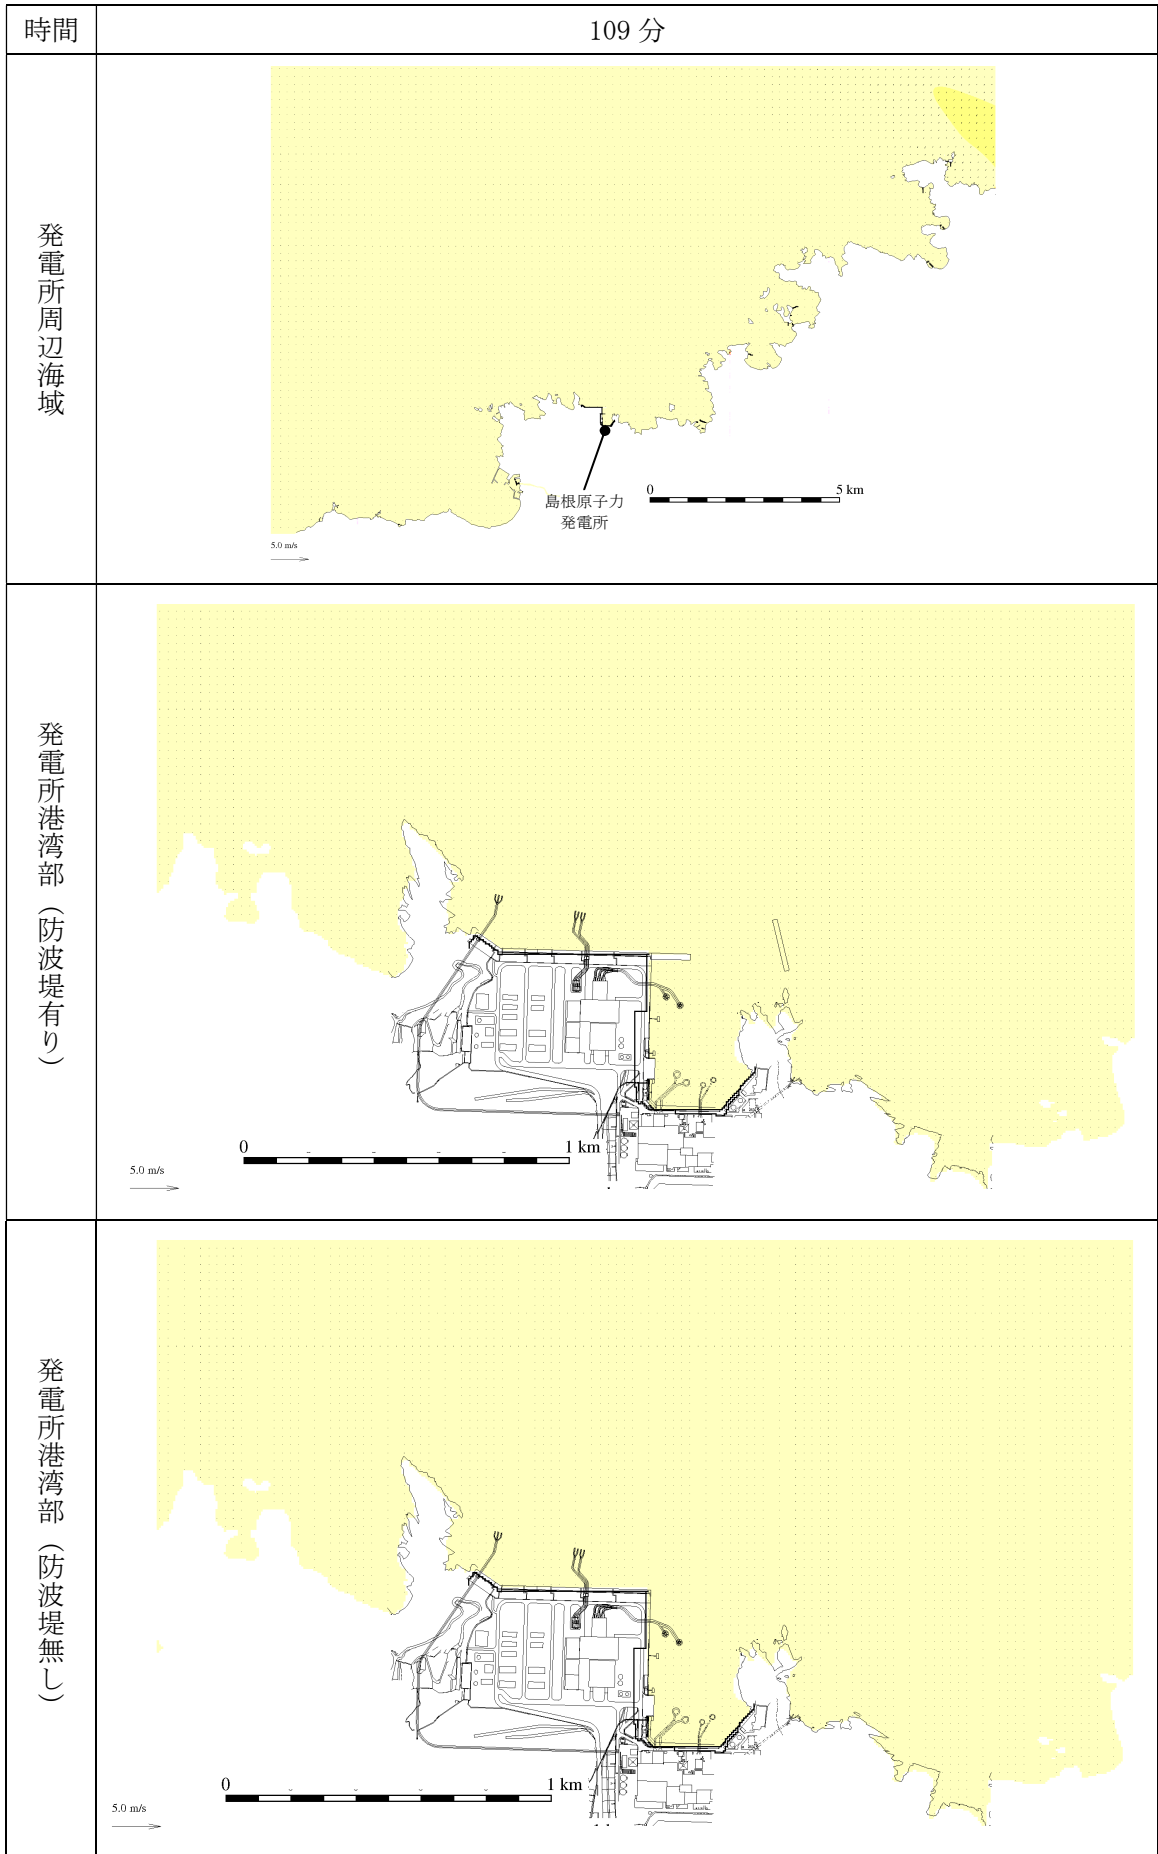 時間
109 分
発電所周辺海域
島根原子力
発電所
0
5 km
5.0 m/s
発電所港湾部（防波堤有り）
0
1 km
5.0 m/s
発電所港湾部（防波堤無し）
0
1 km
5.0 m/s